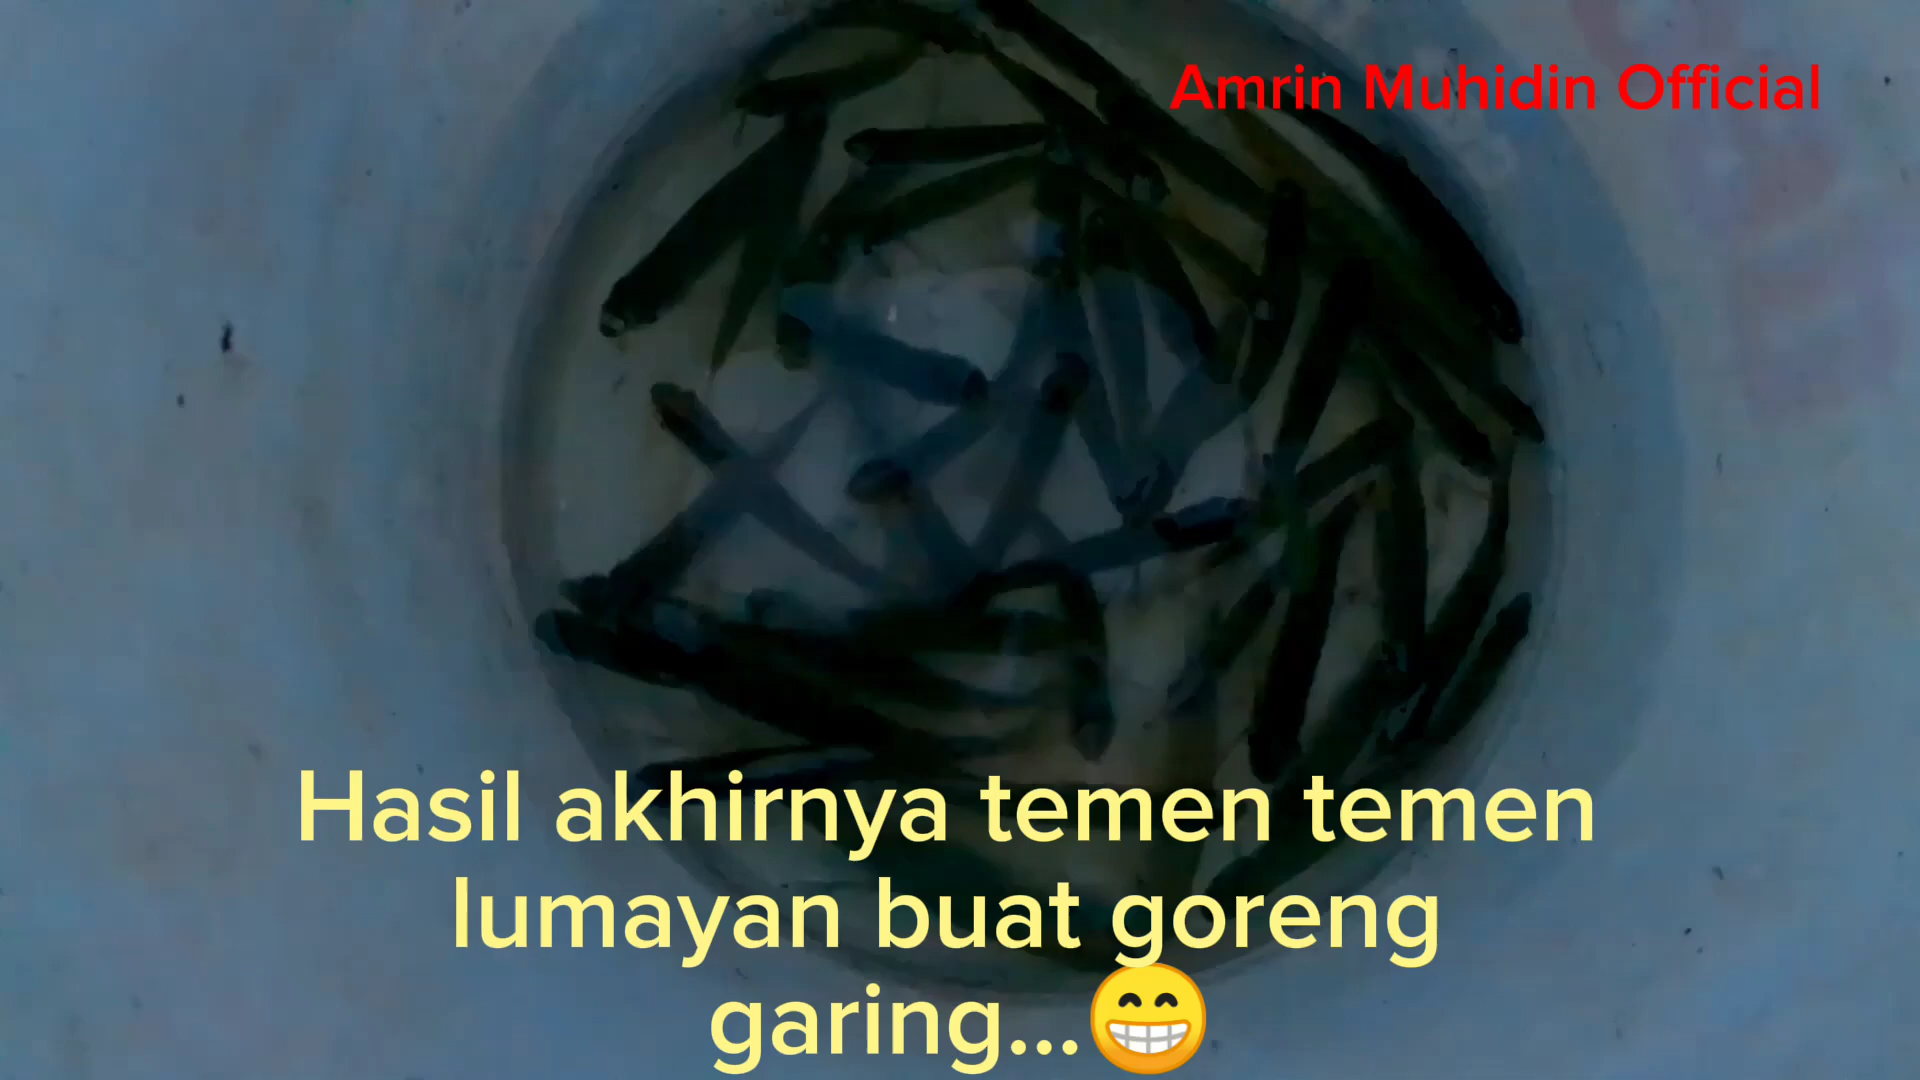 Amrin Muhidin Official
Hasil akhirnya temen temen
lumayan buat goreng
garing...😁